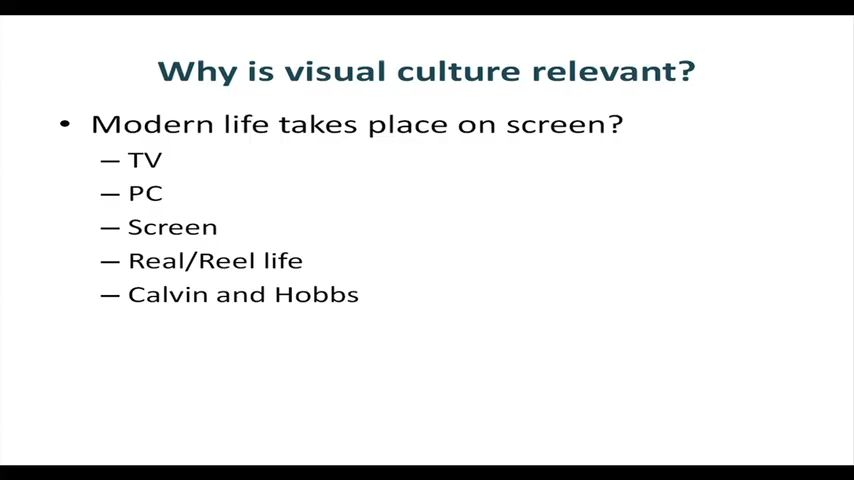 Why is visual culture relevant?
• Modern life takes place on screen?
– TV
– PC
– Screen
– Real/Reel life
– Calvin and Hobbs